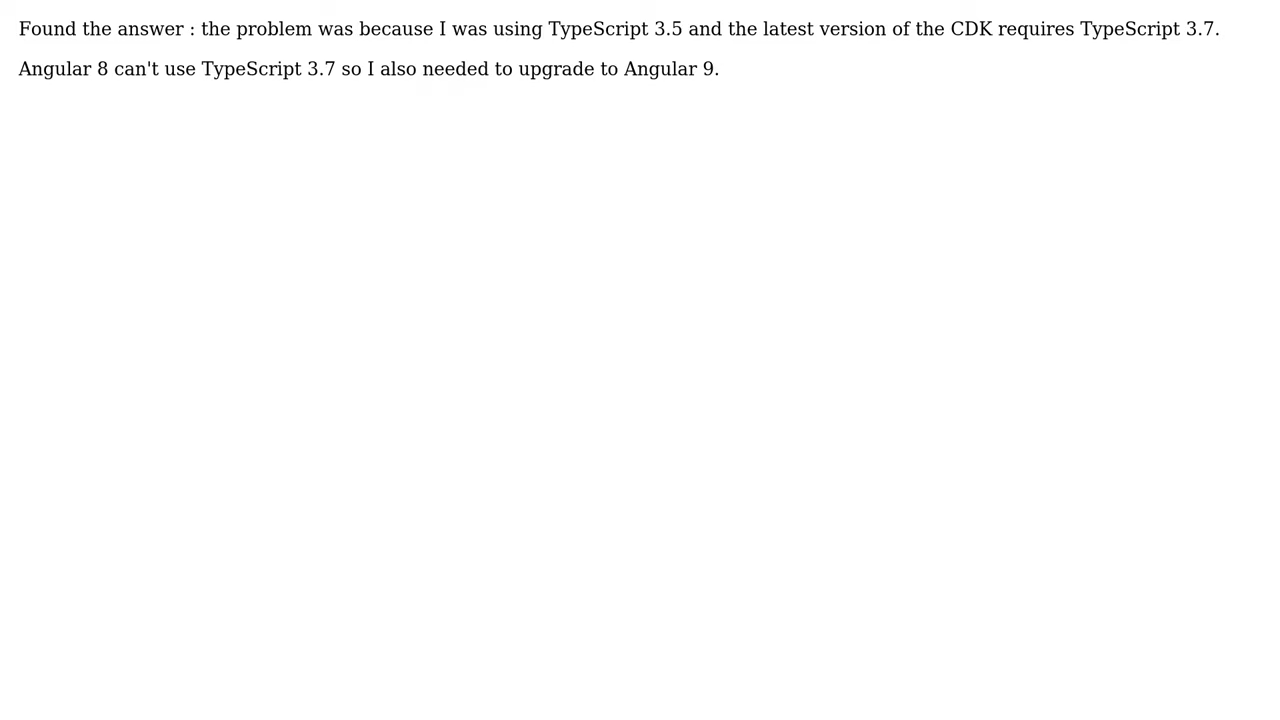 Found the answer : the problem was because I was using TypeScript 3.5 and the latest version of the CDK requires TypeScript 3.7.
Angular 8 can't use TypeScript 3.7 so I also needed to upgrade to Angular 9.